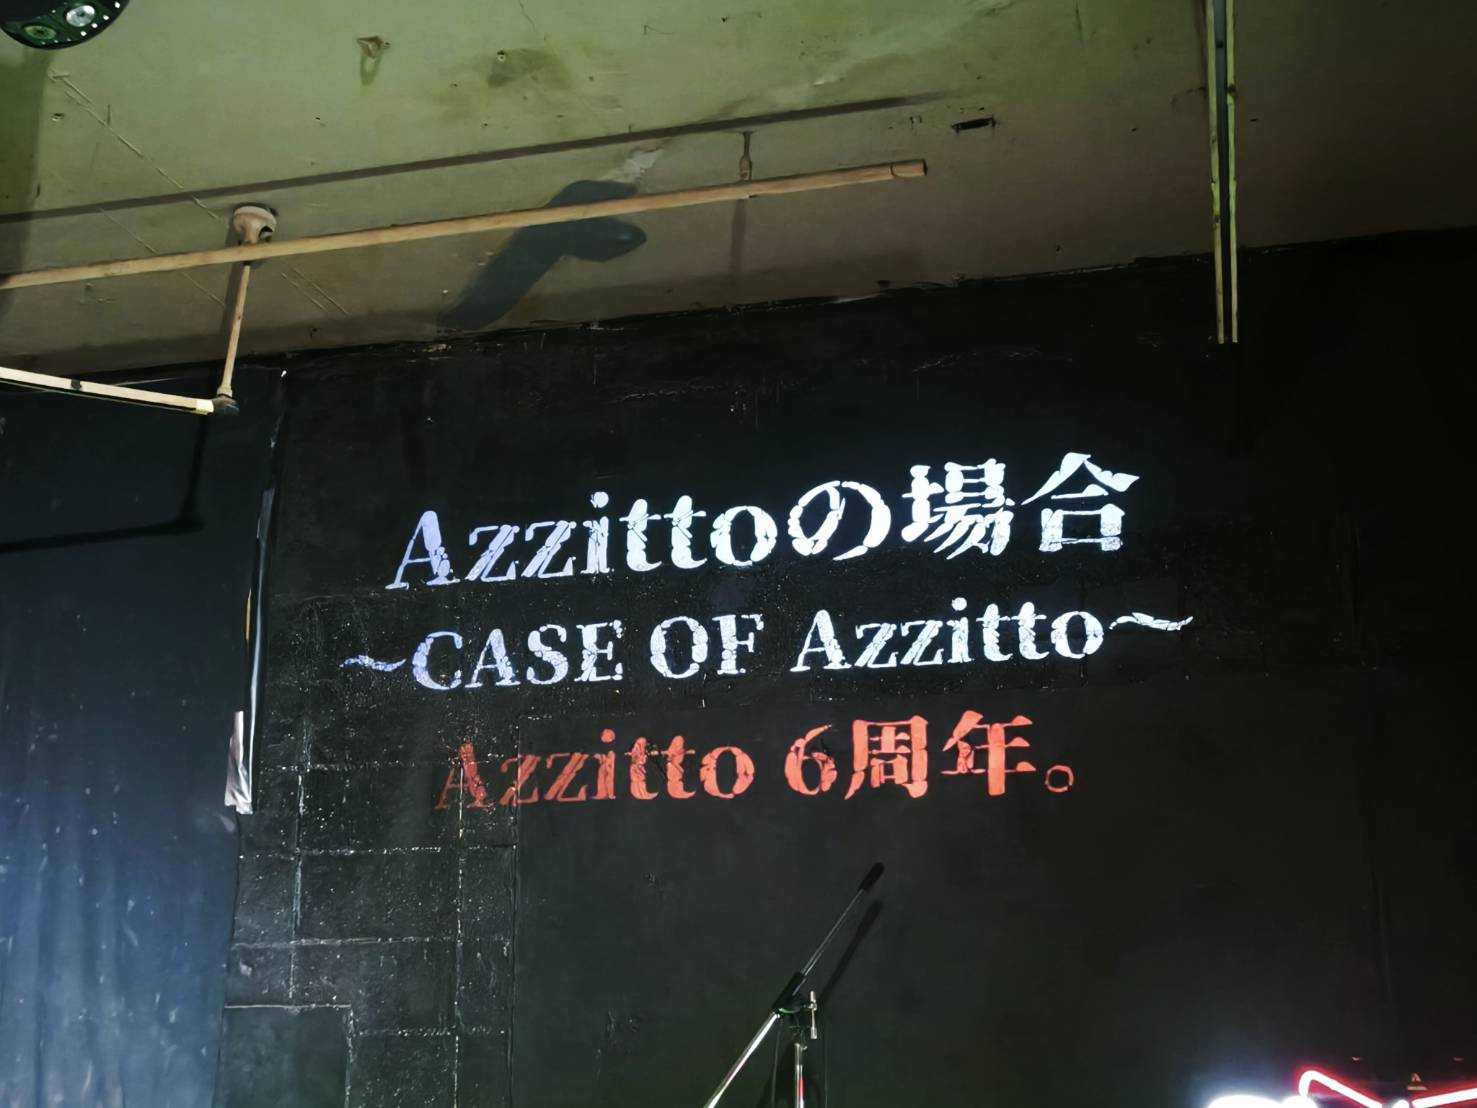 Azzittoの場合
～CASE OF Azzitto～
Azzitto 6周年。